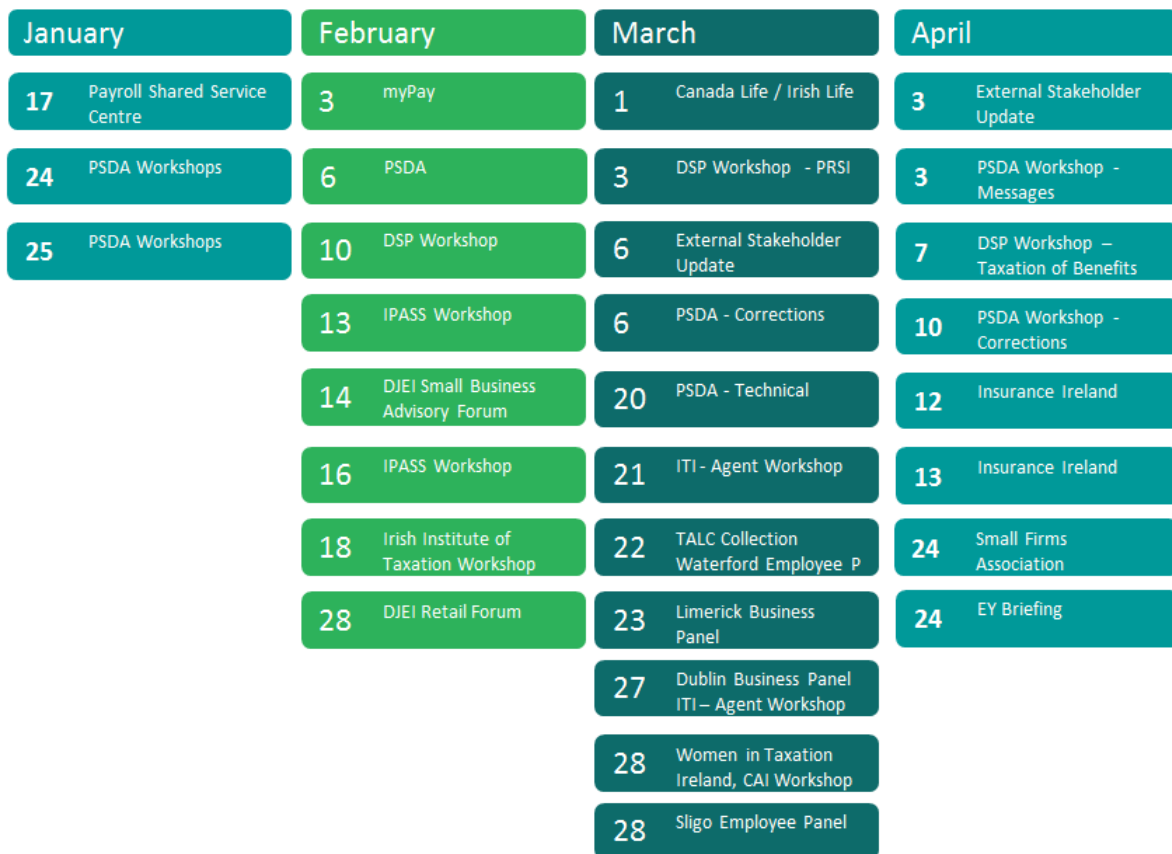 January
17
Payroll Shared Service
Centre
24
PSDA Workshops
25
PSDA Workshops
February
3
myPay
6
PSDA
10
DSP Workshop
13
IPASS Workshop
14
DJEI Small Business
Advisory Forum
16
IPASS Workshop
18
Irish Institute of
Taxation Workshop
28
DJEI Retail Forum
March
1
Canada Life / Irish Life
3
DSP Workshop - PRSI
6
External Stakeholder
Update
6
PSDA - Corrections
20
PSDA - Technical
21
ITI - Agent Workshop
22
TALC Collection
Waterford Employee P
23
Limerick Business
Panel
27
Dublin Business Panel
ITI – Agent Workshop
28
Women in Taxation
Ireland, CAI Workshop
28
Sligo Employee Panel
April
3
External Stakeholder
Update
3
PSDA Workshop -
Messages
7
DSP Workshop –
Taxation of Benefits
10
PSDA Workshop -
Corrections
12
Insurance Ireland
13
Insurance Ireland
24
Small Firms
Association
24
EY Briefing